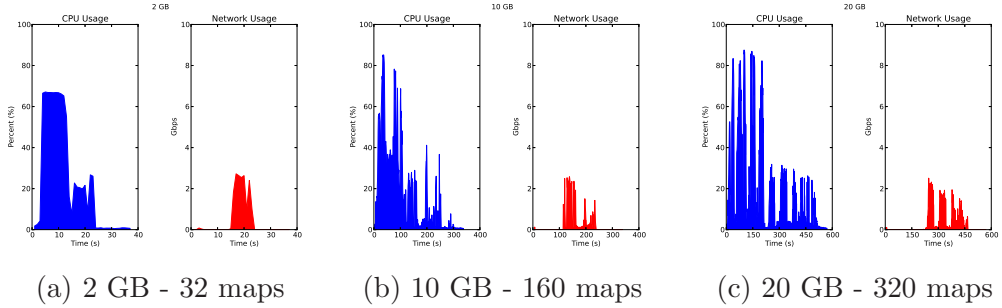 2 GB
CPU Usage
Network Usage
100
80
60
40
20
0
Percent (%)
0 10 20 30 40
Time (s)
10
8
6
4
2
0
Gbps
0 10 20 30 40
Time (s)
10 GB
CPU Usage
Network Usage
100
80
60
40
20
0
Percent (%)
0 100 200 300 400
Time (s)
10
8
6
4
2
0
Gbps
0 100 200 300 400
Time (s)
20 GB
CPU Usage
Network Usage
100
80
60
40
20
0
Percent (%)
0 100 200 300 400 500 600
Time (s)
10
8
6
4
2
0
Gbps
0 150 300 450 600
Time (s)
(a) 2 GB - 32 maps
(b) 10 GB - 160 maps
(c) 20 GB - 320 maps